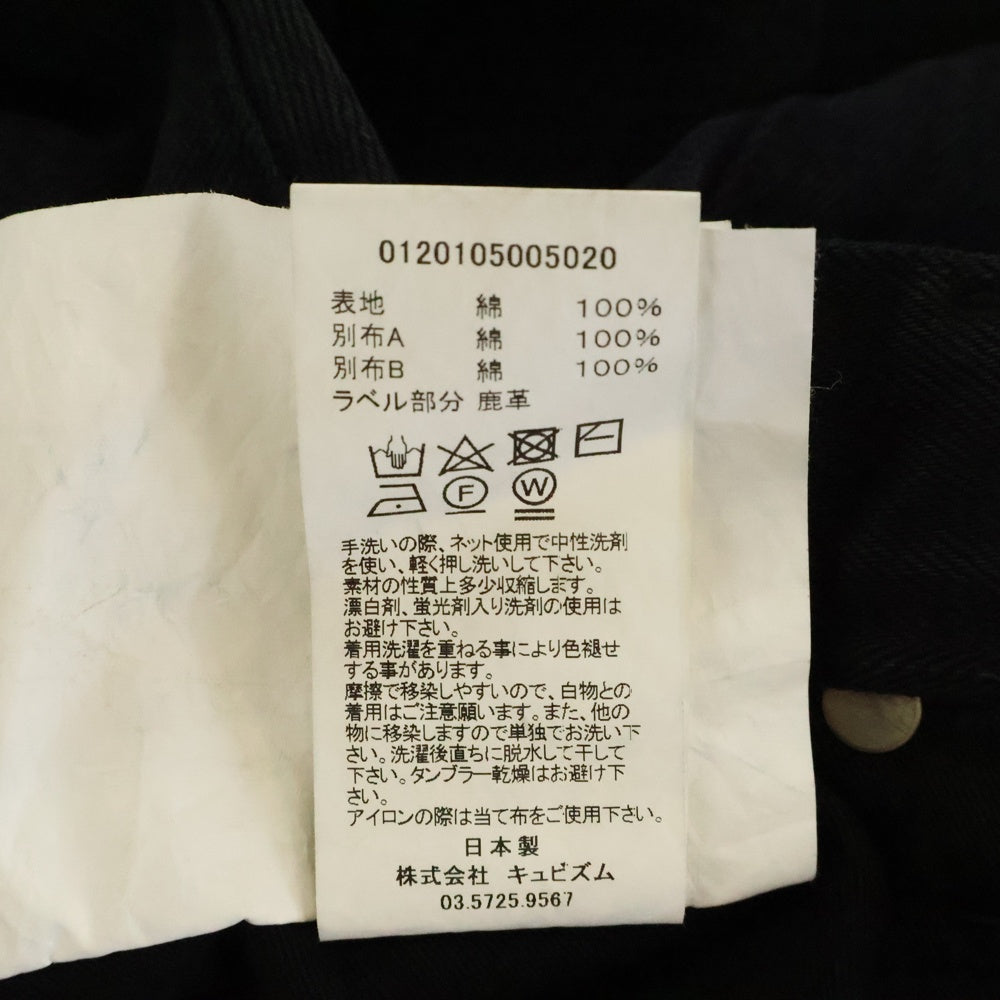 0120105005020
表地 綿 100%
別布A 綿 100%
別布B 綿 100%
ラベル部分 鹿革
F W
手洗いの際、ネット使用で中性洗剤
を使い、軽く押し洗いして下さい。
素材の性質上多少収縮します。
漂白剤、蛍光剤入り洗剤の使用は
お避け下さい。
着用洗濯を重ねる事により色褪せ
する事があります。
摩擦で移染しやすいので、白物との
着用はご注意願います。また、他の
物に移染しますので単独でお洗い下
さい。洗濯後直ちに脱水して干して
下さい。タンブラー乾燥はお避け下
さい。
アイロンの際は当て布をご使用下さい。
日本製
株式会社 キュビズム
03.5725.9567